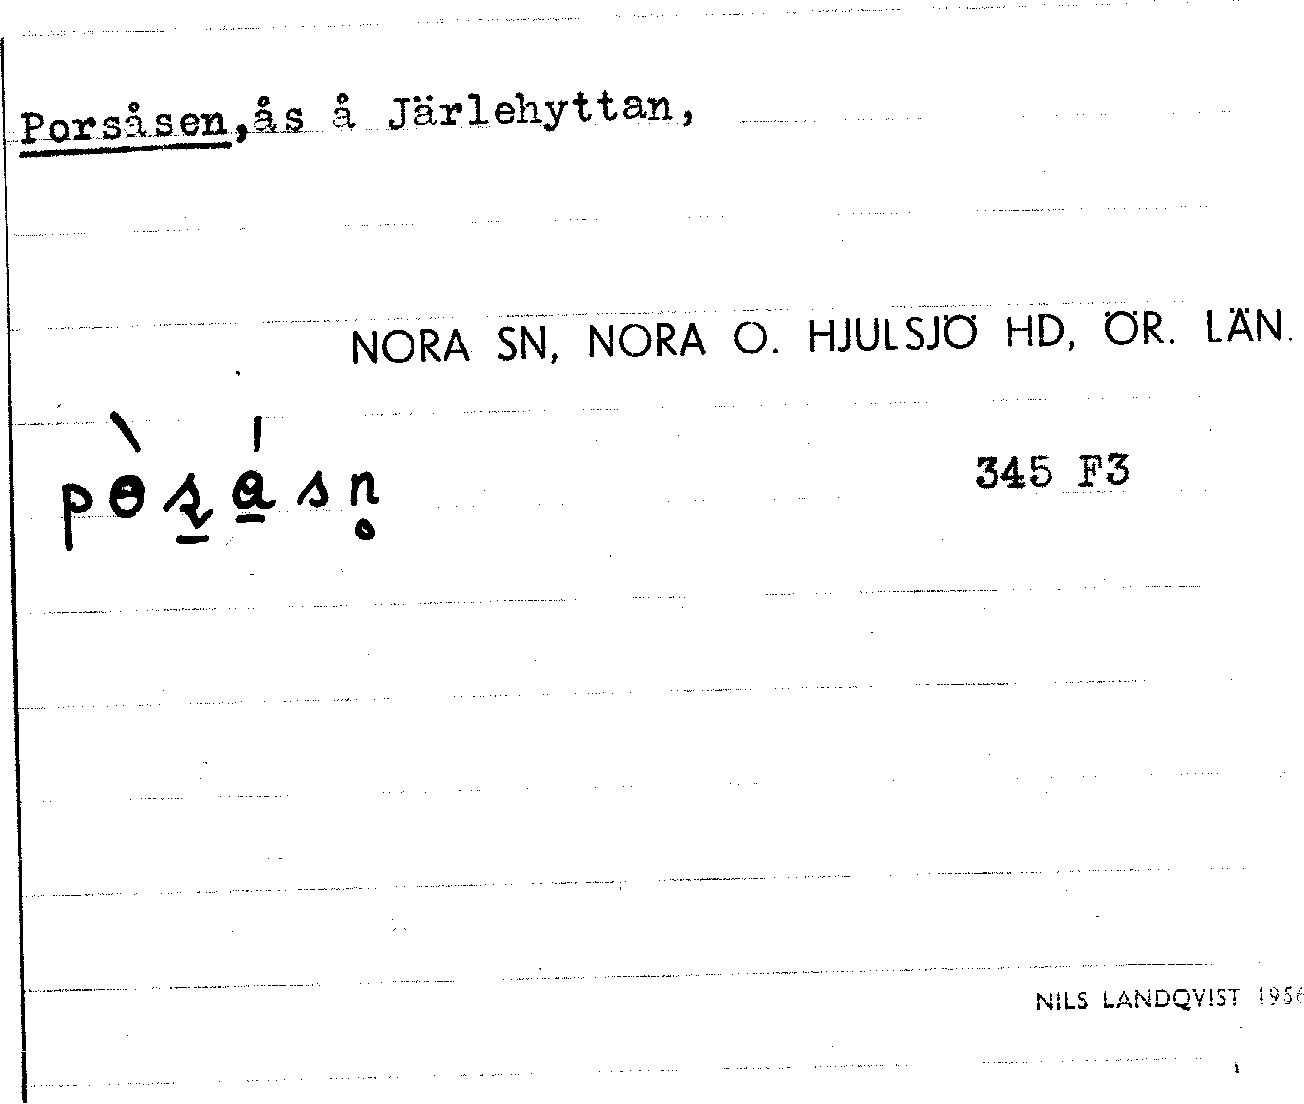 Porsåsen, ås å Järlehyttan,
NORA SN, NORA O. HJULSJÖ HD, ÖR. LÄN.
345 F3
NILS LANDQVIST 1956